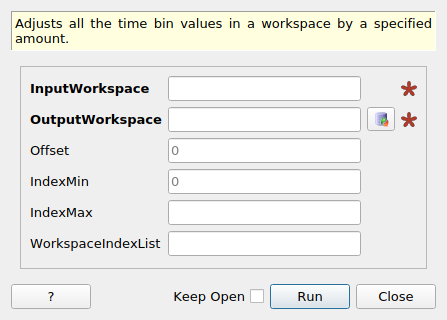 Adjusts all the time bin values in a workspace by a specified
amount.
InputWorkspace
OutputWorkspace
Offset 0
IndexMin 0
IndexMax
WorkspaceIndexList
? Keep Open Run Close